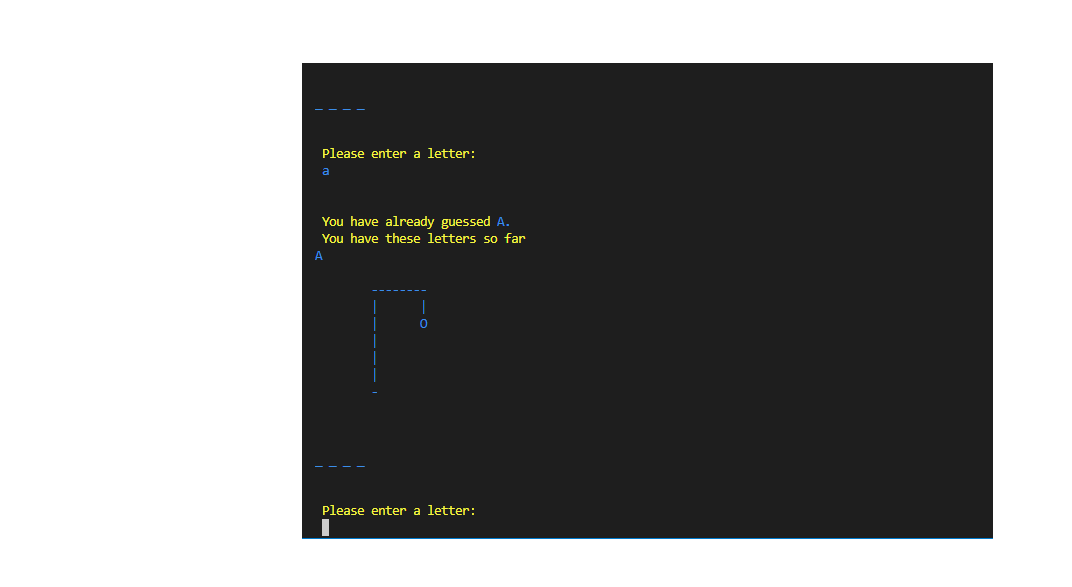 _ _ _ _
Please enter a letter:
a
You have already guessed A.
You have these letters so far
A
--------
|      |
|      O
|
|
|
-
_ _ _ _
Please enter a letter: